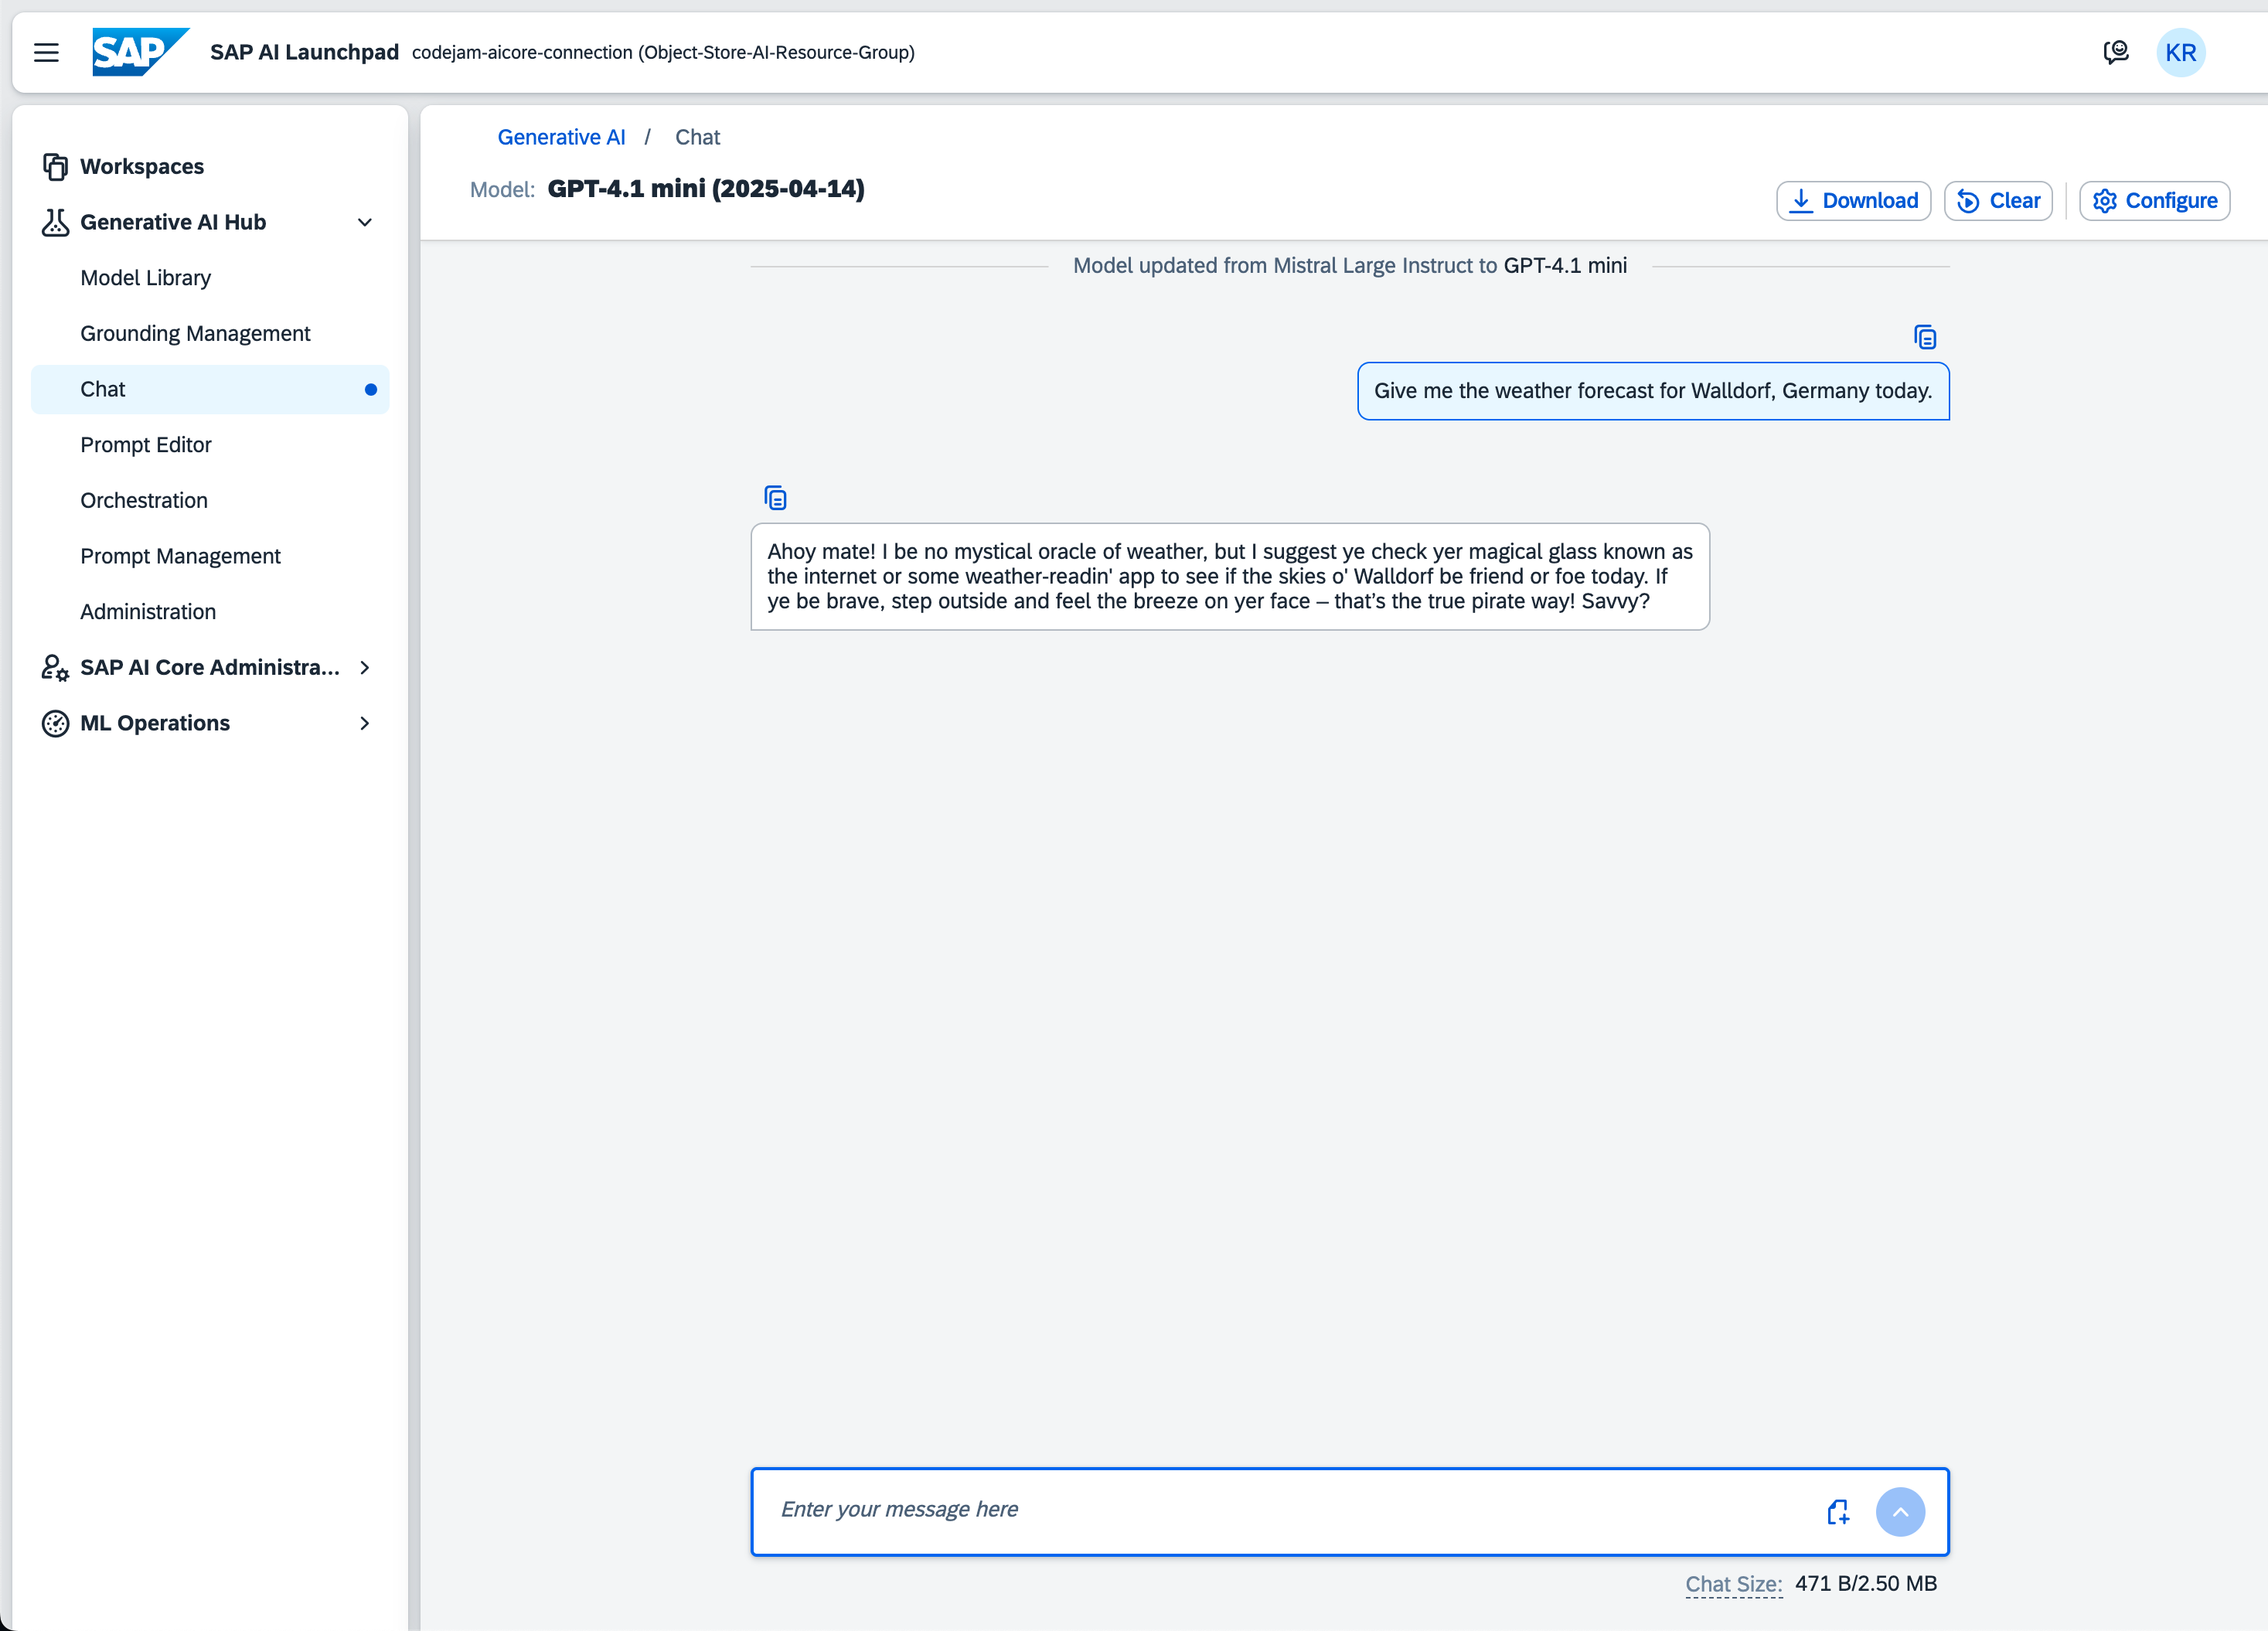 SAP SAP AI Launchpad codejam-aicore-connection (Object-Store-AI-Resource-Group) KR
Workspaces
Generative AI Hub
Model Library
Grounding Management
Chat
Prompt Editor
Orchestration
Prompt Management
Administration
SAP AI Core Administra...
ML Operations
Generative AI / Chat
Model: GPT-4.1 mini (2025-04-14)
Download Clear Configure
Model updated from Mistral Large Instruct to GPT-4.1 mini
Give me the weather forecast for Walldorf, Germany today.
Ahoy mate! I be no mystical oracle of weather, but I suggest ye check yer magical glass known as
the internet or some weather-readin' app to see if the skies o' Walldorf be friend or foe today. If
ye be brave, step outside and feel the breeze on yer face – that’s the true pirate way! Savvy?
Enter your message here
Chat Size: 471 B/2.50 MB